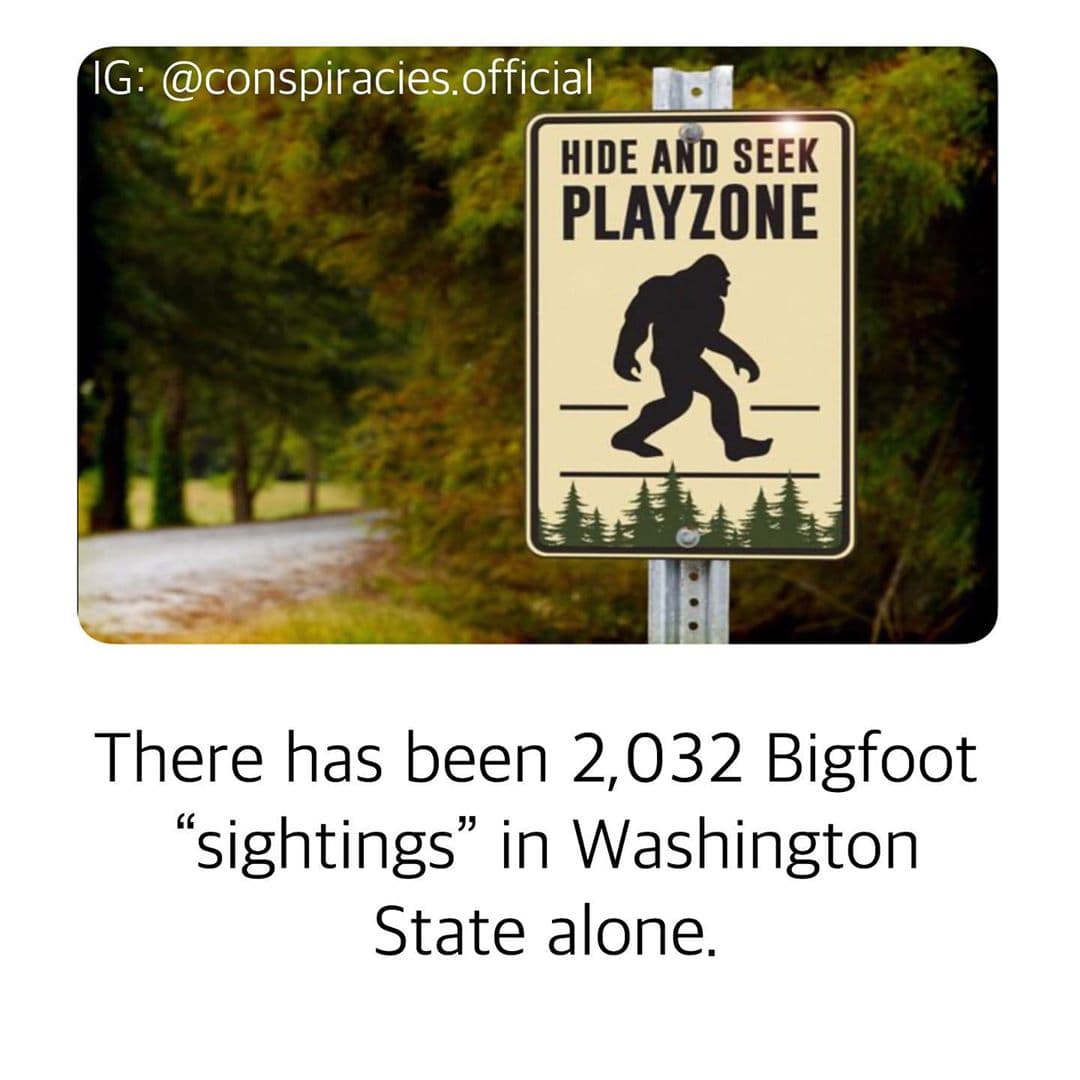 IG: @conspiracies.official
HIDE AND SEEK
PLAYZONE
There has been 2,032 Bigfoot
“sightings” in Washington
State alone.